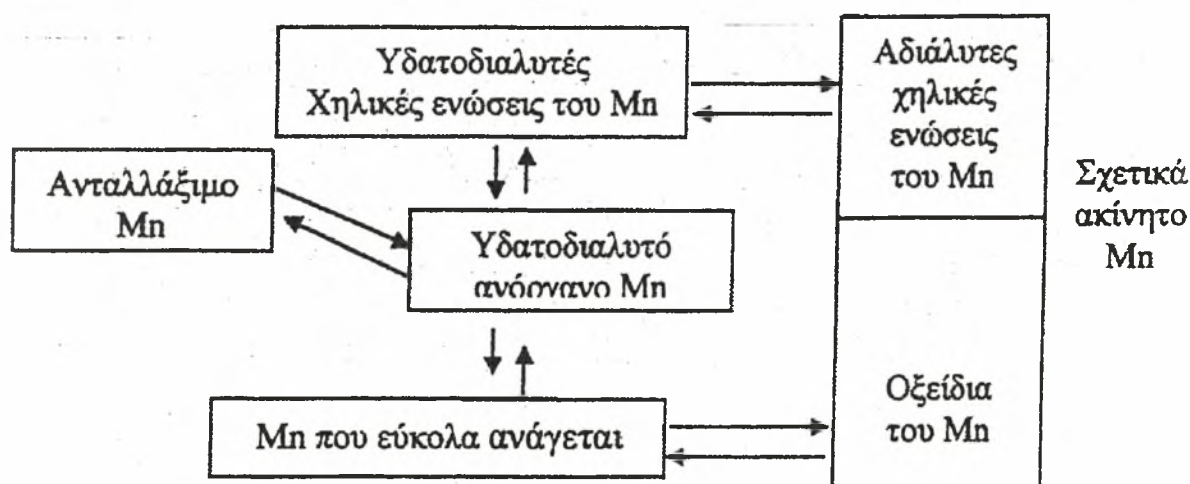 Υδατοδιαλυτές
Χηλικές ενώσεις του Mn
Αδιάλυτες
χηλικές
ενώσεις
του Mn
Ανταλλάξιμο
Mn
Υδατοδιαλυτό
ανόργανο Mn
Σχετικά
ακίνητο
Mn
Mn που εύκολα ανάγεται
Οξείδια
του Mn